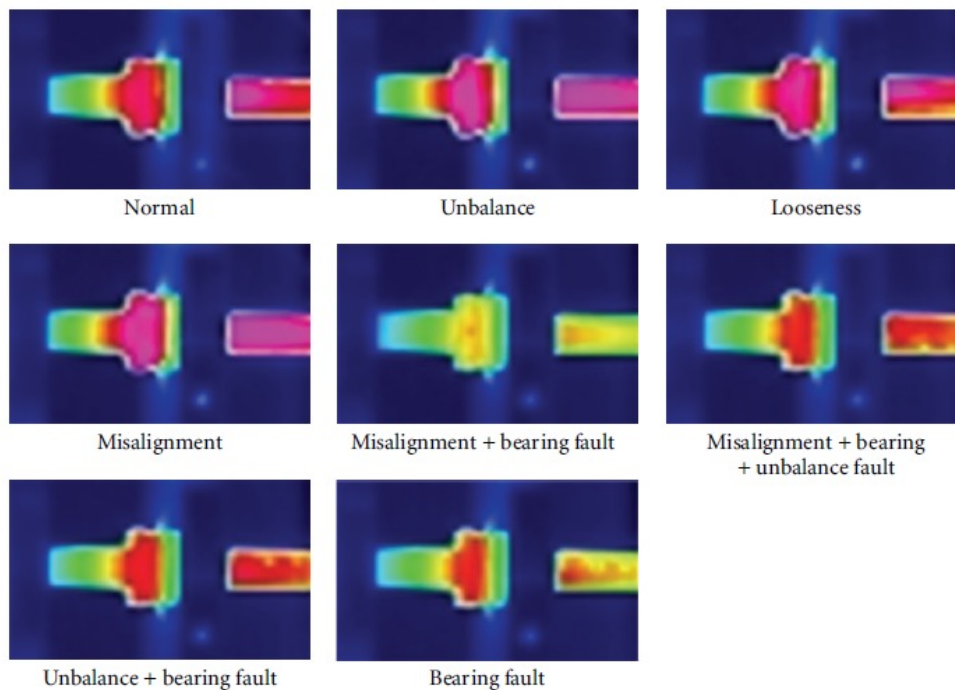 Normal
Unbalance
Looseness
Misalignment
Misalignment + bearing fault
Misalignment + bearing
+ unbalance fault
Unbalance + bearing fault
Bearing fault